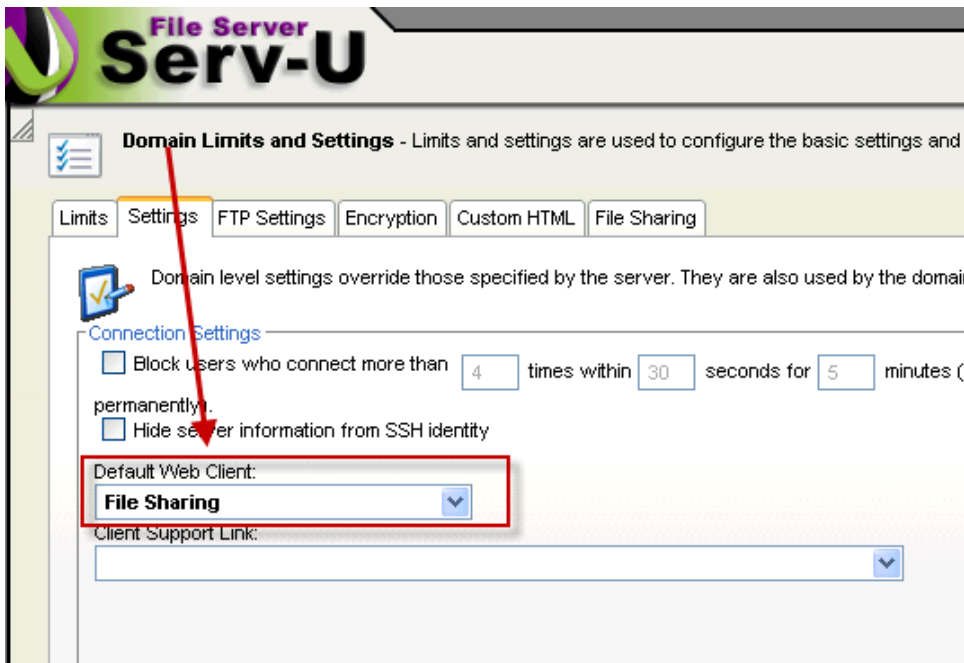 File Server
Serv-U
Domain Limits and Settings - Limits and settings are used to configure the basic settings and
Limits Settings FTP Settings Encryption Custom HTML File Sharing
Domain level settings override those specified by the server. They are also used by the domai
Connection Settings
Block users who connect more than 4 times within 30 seconds for 5 minutes (
permanently).
Hide server information from SSH identity
Default Web Client:
File Sharing
Client Support Link: